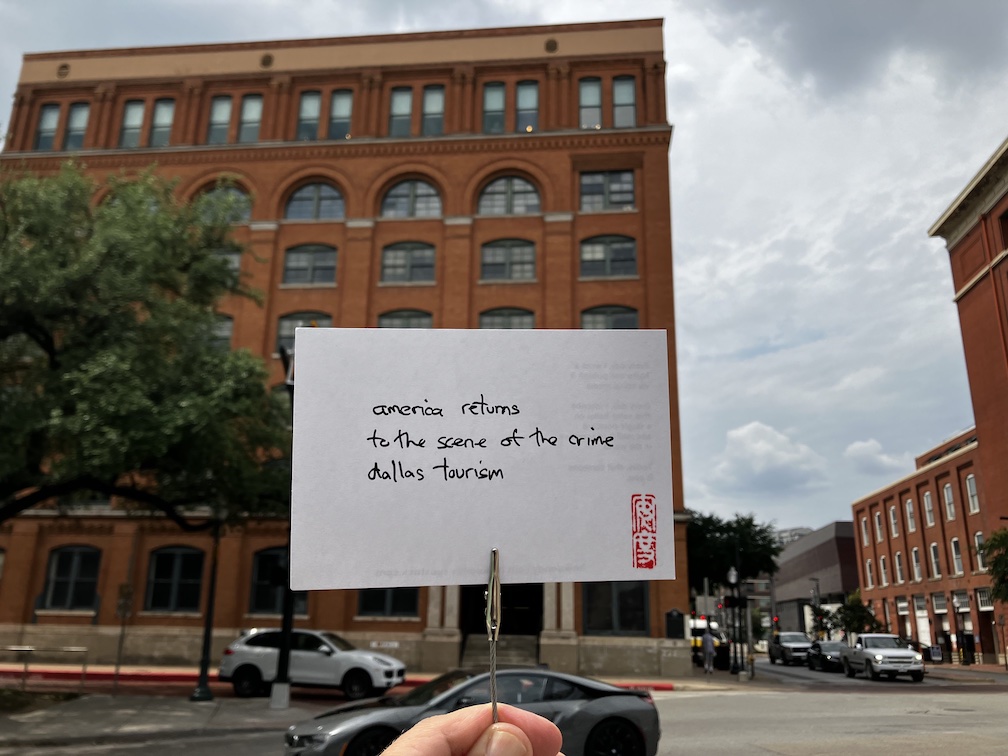 america returns
to the scene of the crime
dallas tourism